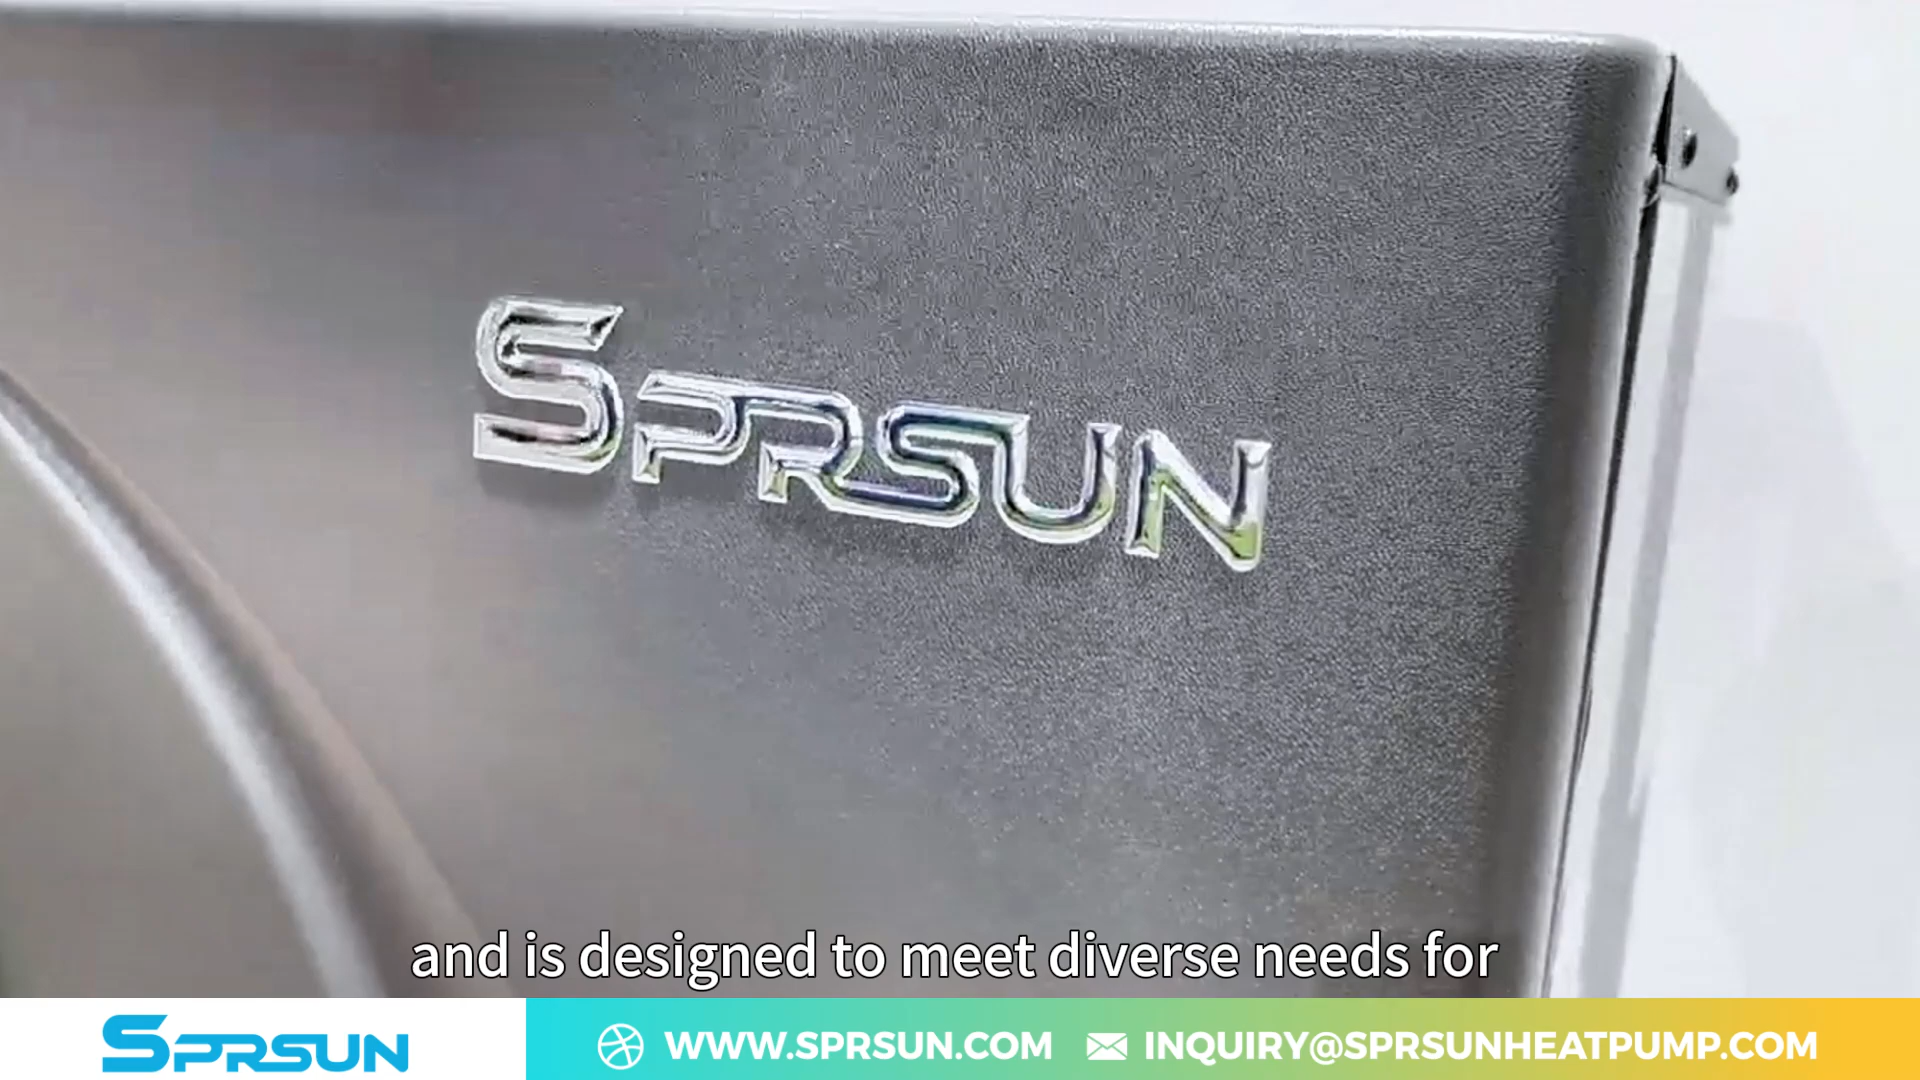 SPRSUN
and is designed to meet diverse needs for
SPRSUN
WWW.SPRSUN.COM
INQUIRY@SPRSUNHEATPUMP.COM